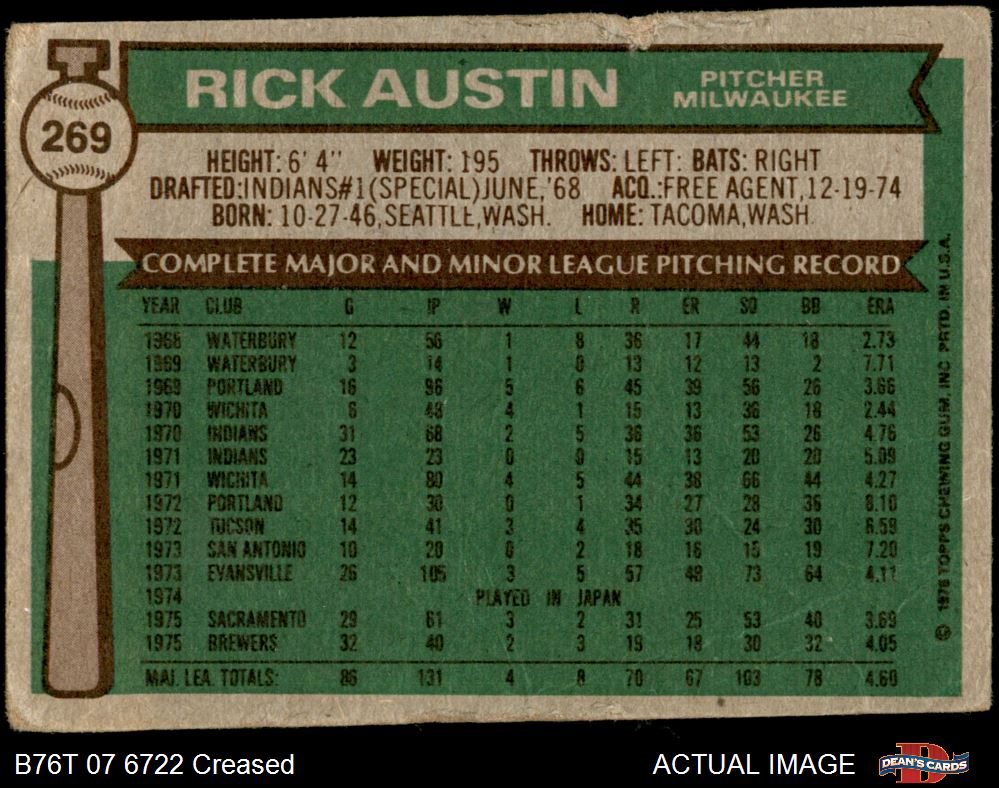 RICK AUSTIN
PITCHER
MILWAUKEE
269
HEIGHT: 6' 4" WEIGHT: 195 THROWS: LEFT: BATS: RIGHT
DRAFTED:INDIANS#1(SPECIAL)JUNE,'68 ACQ.:FREE AGENT,12-19-74
BORN: 10-27-46,SEATTLE,WASH. HOME: TACOMA,WASH.
COMPLETE MAJOR AND MINOR LEAGUE PITCHING RECORD
YEAR CLUB G IP W L R ER SO BB ERA
1968 WATERBURY 12 56 1 8 36 17 44 18 2.73
1969 WATERBURY 3 14 1 0 13 12 13 2 7.71
1969 PORTLAND 16 96 5 6 45 39 56 26 3.66
1970 WICHITA 6 48 4 1 15 13 36 18 2.44
1970 INDIANS 31 68 2 5 36 36 53 26 4.76
1971 INDIANS 23 23 0 0 15 13 20 20 5.09
1971 WICHITA 14 80 4 5 44 38 66 44 4.27
1972 PORTLAND 12 30 0 1 34 27 28 36 8.10
1972 TUCSON 14 41 3 4 35 30 24 30 6.59
1973 SAN ANTONIO 10 20 0 2 18 16 15 19 7.20
1973 EVANSVILLE 26 105 3 5 57 48 73 64 4.11
1974 PLAYED IN JAPAN
1975 SACRAMENTO 29 61 3 2 31 25 53 40 3.69
1975 BREWERS 32 40 2 3 19 18 30 32 4.05
MAJ. LEA. TOTALS: 86 131 4 8 70 67 103 78 4.60
© 1976 TOPPS CHEWING GUM, INC PRTD. IN U.S.A.
B76T 07 6722 Creased
ACTUAL IMAGE
DEAN'S CARDS